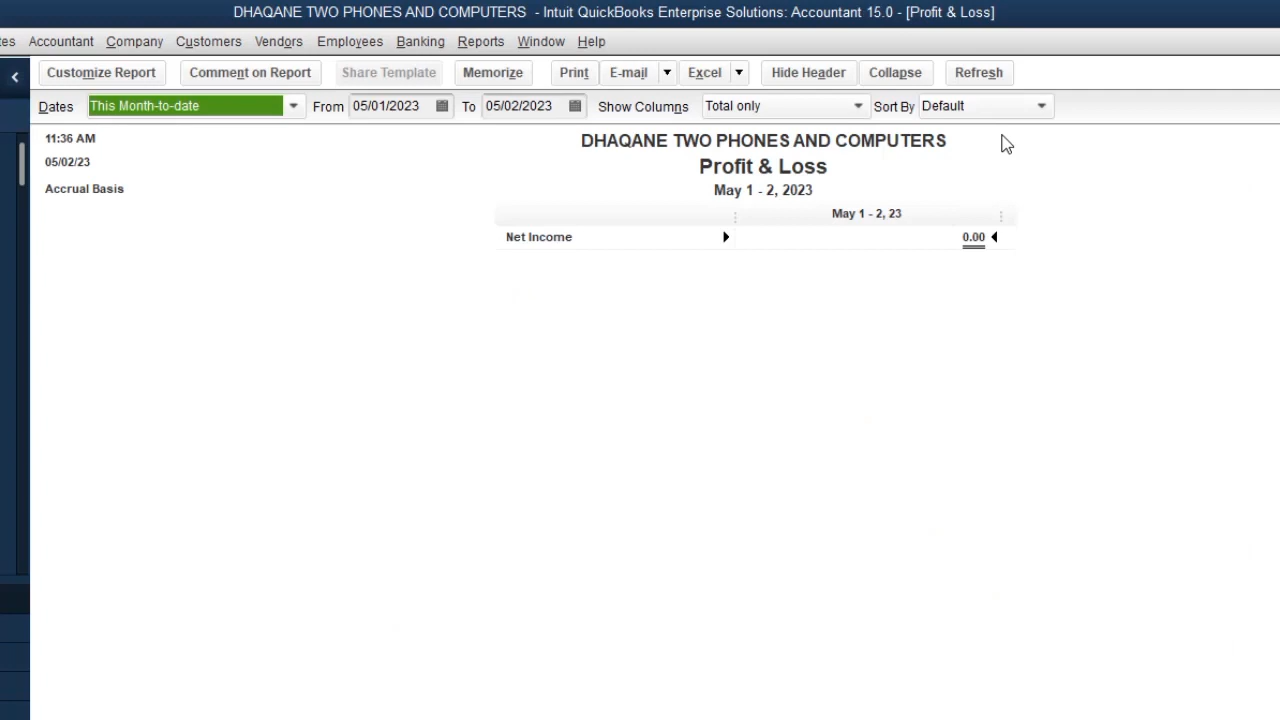 DHAQANE TWO PHONES AND COMPUTERS - Intuit QuickBooks Enterprise Solutions: Accountant 15.0 - [Profit & Loss]
tes Accountant Company Customers Vendors Employees Banking Reports Window Help
Customize Report Comment on Report Share Template Memorize Print E-mail Excel Hide Header Collapse Refresh
Dates This Month-to-date From 05/01/2023 To 05/02/2023 Show Columns Total only Sort By Default
11:36 AM
05/02/23
Accrual Basis
DHAQANE TWO PHONES AND COMPUTERS
Profit & Loss
May 1 - 2, 2023
May 1 - 2, 23
Net Income 0.00